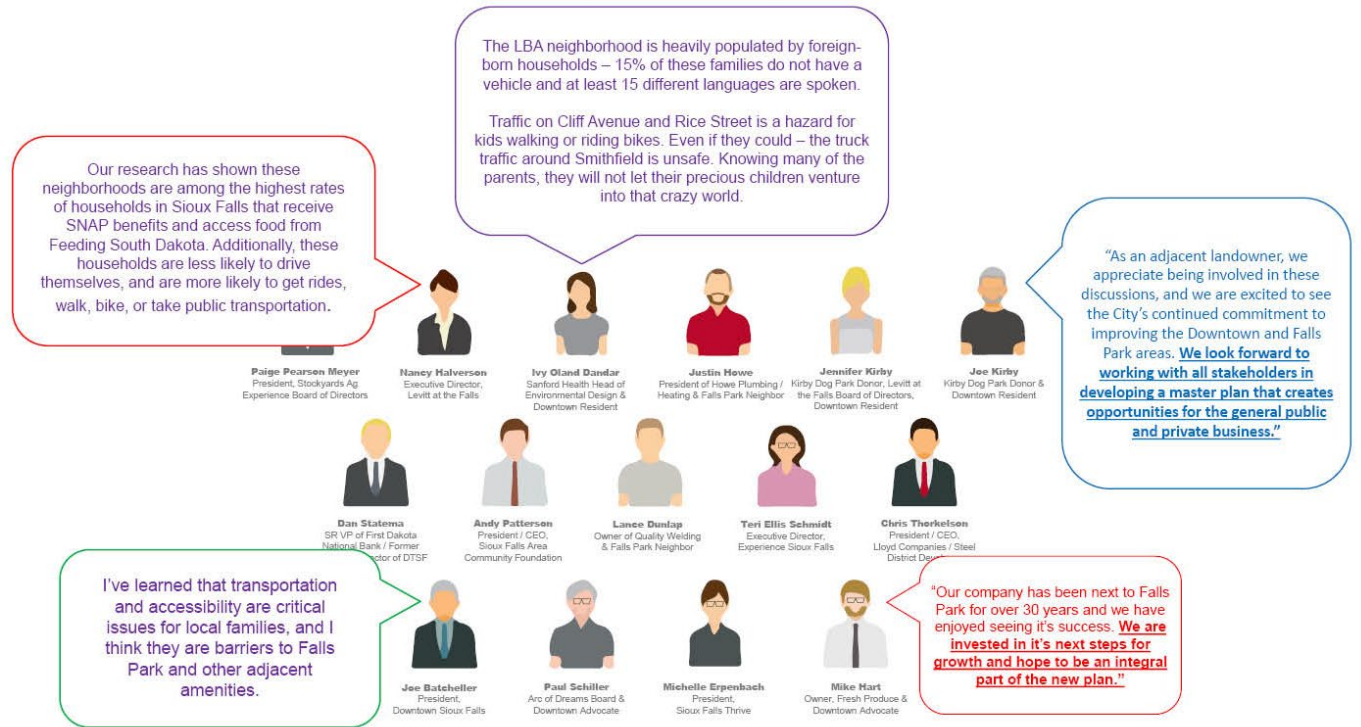 The LBA neighborhood is heavily populated by foreign-
born households – 15% of these families do not have a
vehicle and at least 15 different languages are spoken.
Traffic on Cliff Avenue and Rice Street is a hazard for
kids walking or riding bikes. Even if they could – the truck
traffic around Smithfield is unsafe. Knowing many of the
parents, they will not let their precious children venture
into that crazy world.
Our research has shown these
neighborhoods are among the highest rates
of households in Sioux Falls that receive
SNAP benefits and access food from
Feeding South Dakota. Additionally, these
households are less likely to drive
themselves, and are more likely to get rides,
walk, bike, or take public transportation.
“As an adjacent landowner, we
appreciate being involved in these
discussions, and we are excited to see
the City’s continued commitment to
improving the Downtown and Falls
Park areas. We look forward to
working with all stakeholders in
developing a master plan that creates
opportunities for the general public
and private business.”
Paige Pearson Meyer
President, Stockyards Ag
Experience Board of Directors
Nancy Halverson
Executive Director,
Levitt at the Falls
Ivy Oland Dandar
Sanford Health Head of
Environmental Design &
Downtown Resident
Justin Howe
President of Howe Plumbing /
Heating & Falls Park Neighbor
Jennifer Kirby
Kirby Dog Park Donor, Levitt at
the Falls Board of Directors,
Downtown Resident
Joe Kirby
Kirby Dog Park Donor &
Downtown Resident
Dan Statema
SR VP of First Dakota
National Bank / Former
ctor of DTSF
Andy Patterson
President / CEO,
Sioux Falls Area
Community Foundation
Lance Dunlap
Owner of Quality Welding
& Falls Park Neighbor
Teri Ellis Schmidt
Executive Director,
Experience Sioux Falls
Chris Thorkelson
President / CEO,
Lloyd Companies / Steel
District
I’ve learned that transportation
and accessibility are critical
issues for local families, and I
think they are barriers to Falls
Park and other adjacent
amenities.
“Our company has been next to Falls
Park for over 30 years and we have
enjoyed seeing it’s success. We are
invested in it’s next steps for
growth and hope to be an integral
part of the new plan.”
Joe Batcheller
President,
Downtown Sioux Falls
Paul Schiller
Arc of Dreams Board &
Downtown Advocate
Michelle Erpenbach
President,
Sioux Falls Thrive
Mike Hart
Owner, Fresh Produce &
Downtown Advocate